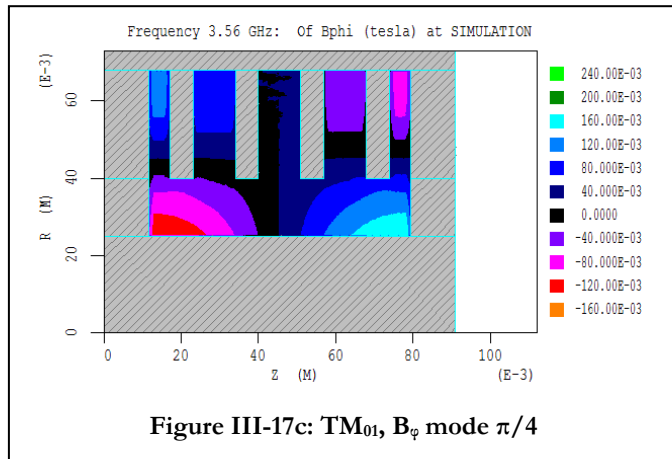 Frequency 3.56 GHz:  Of Bphi (tesla) at SIMULATION
(E-3)
60
40
R (M)
20
0
0 20 40 60 80 100
Z (M) (E-3)
240.00E-03
200.00E-03
160.00E-03
120.00E-03
80.000E-03
40.000E-03
0.0000
-40.000E-03
-80.000E-03
-120.00E-03
-160.00E-03
Figure III-17c: TM₀₁, Bᵩ mode π/4